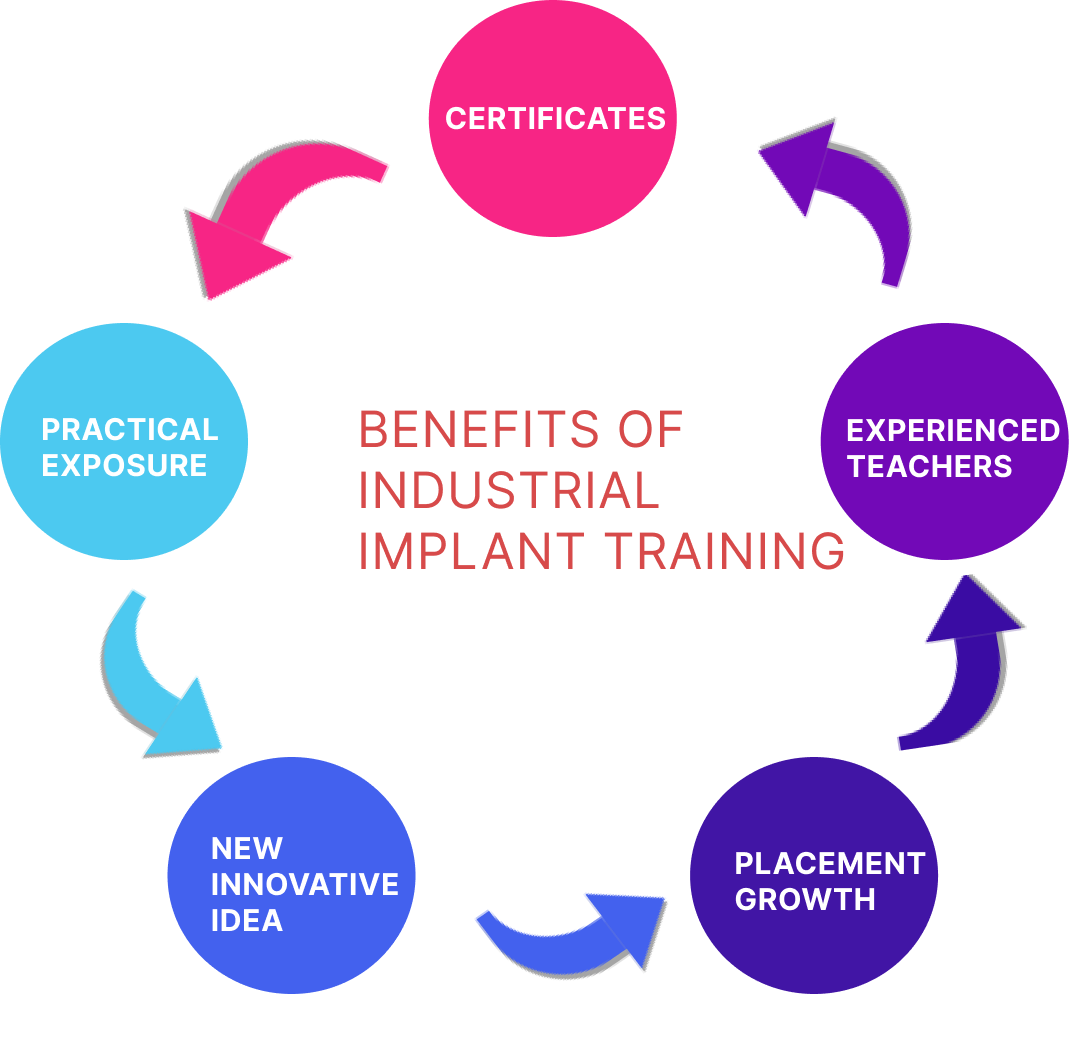 CERTIFICATES
PRACTICAL
EXPOSURE
BENEFITS OF
INDUSTRIAL
IMPLANT TRAINING
EXPERIENCED
TEACHERS
NEW
INNOVATIVE
IDEA
PLACEMENT
GROWTH